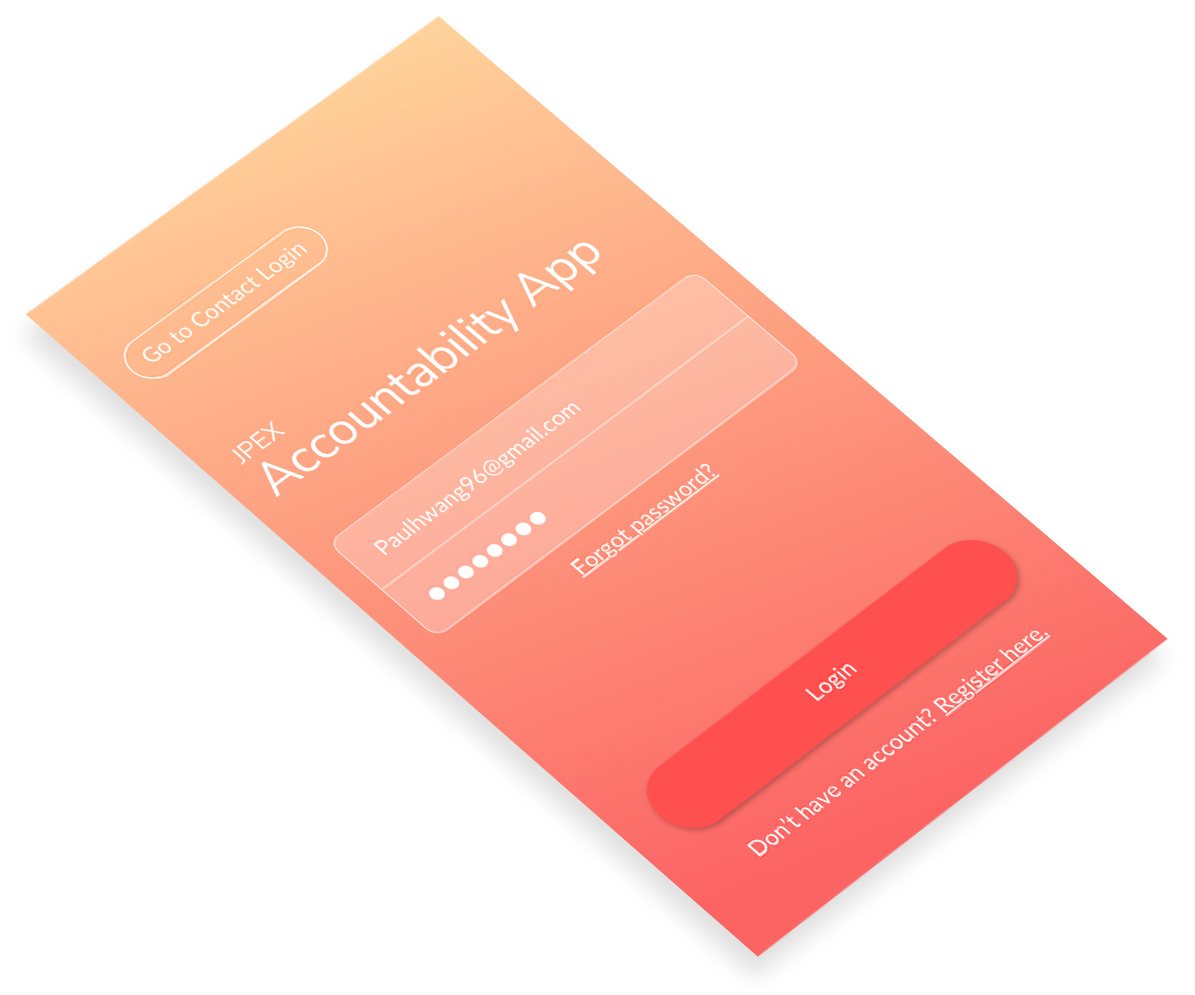 Go to Contact Login
JPEX
Accountability App
Paulhwang96@gmail.com
●●●●●●●●
Forgot password?
Login
Don't have an account? Register here.